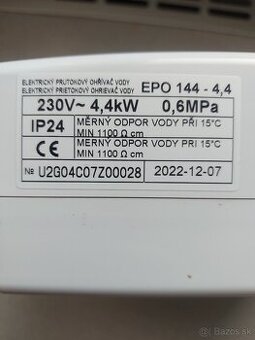 ELEKTRICKÝ PRUTOKOVÝ OHŘÍVAČ VODY
ELEKTRICKÝ PRIETOKOVÝ OHRIEVAČ VODY
EPO 144 - 4,4
230V~ 4,4kW 0,6MPa
IP24
MĚRNÝ ODPOR VODY PŘI 15°C
MIN 1100 Ω cm
CE
MERNÝ ODPOR VODY PRI 15°C
MIN 1100 Ω cm
№ U2G04C07Z00028
2022-12-07
Bazoš.sk